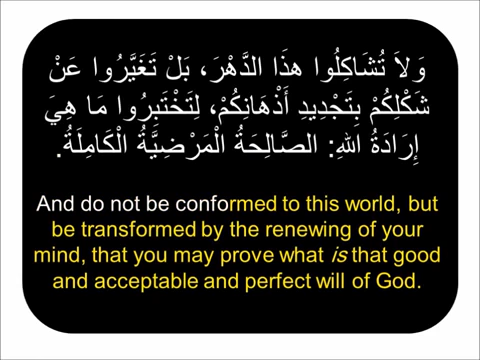 وَلاَ تُشَاكِلُوا هذَا الدَّهْرَ، بَلْ تَغَيَّرُوا عَنْ
شَكْلِكُمْ بِتَجْدِيدِ أَذْهَانِكُمْ، لِتَخْتَبِرُوا مَا هِيَ
إِرَادَةُ اللهِ: الصَّالِحَةُ الْمَرْضِيَّةُ الْكَامِلَةُ.
And do not be conformed to this world, but
be transformed by the renewing of your
mind, that you may prove what is that good
and acceptable and perfect will of God.